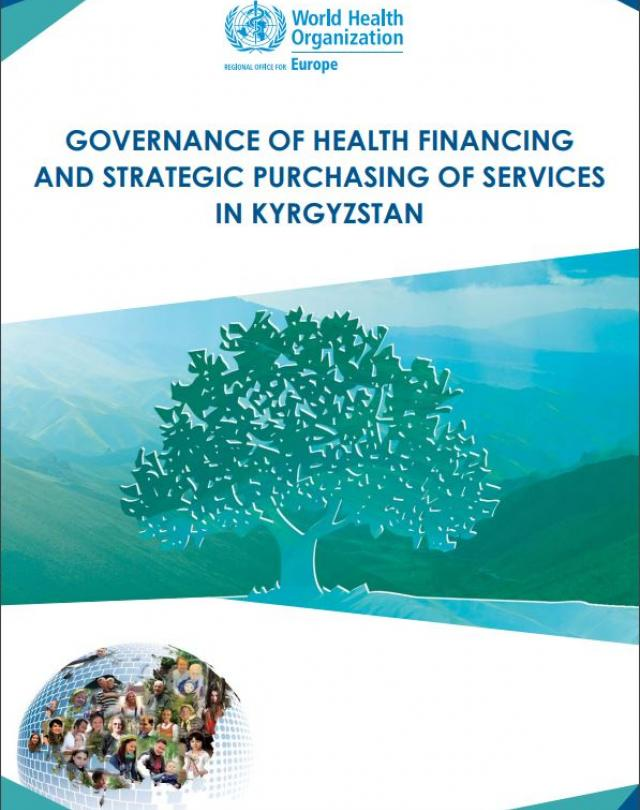 World Health
Organization
REGIONAL OFFICE FOR Europe
GOVERNANCE OF HEALTH FINANCING
AND STRATEGIC PURCHASING OF SERVICES
IN KYRGYZSTAN